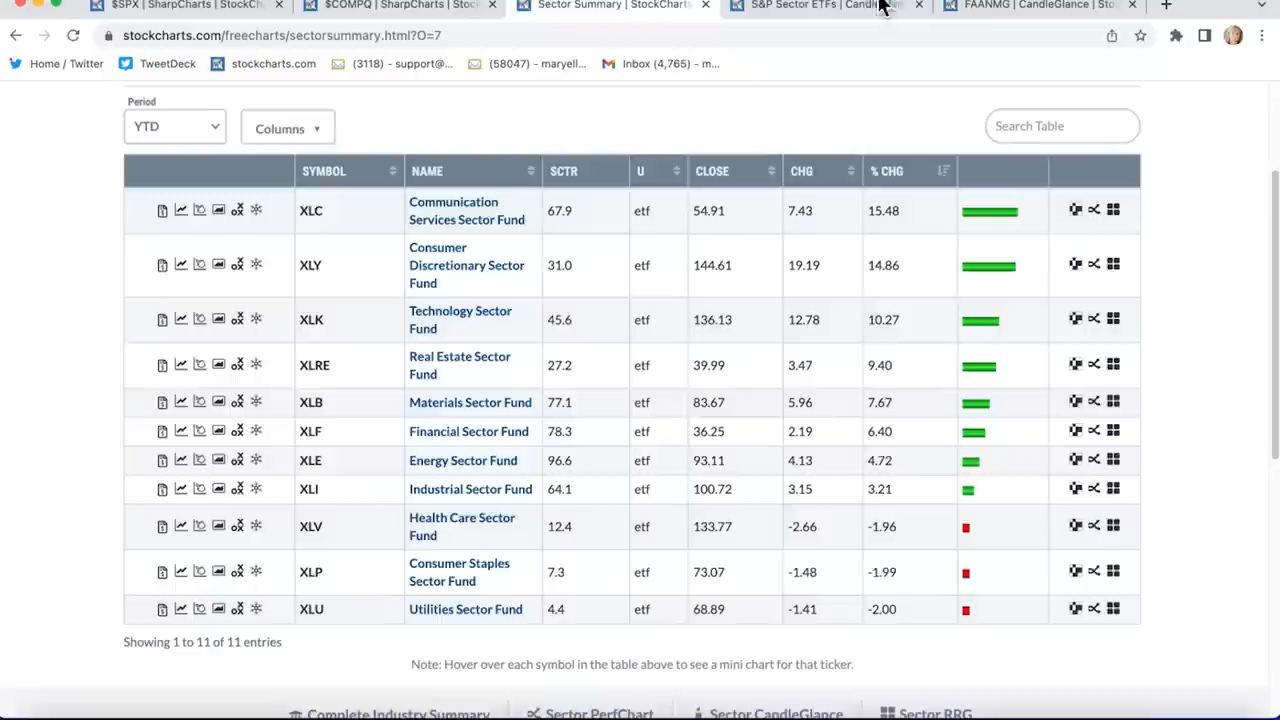 $SPX | SharpCharts | StockCh
$COMPQ | SharpCharts | Stock
Sector Summary | StockCharts
S&P Sector ETFs | Candle
FAANMG | CandleGlance | Sto
stockcharts.com/freecharts/sectorsummary.html?O=7
Home / Twitter
TweetDeck
stockcharts.com
(3118) - support@...
(58047) - maryell...
Inbox (4,765) - m...
Period
YTD
Columns
Search Table
SYMBOL NAME SCTR U CLOSE CHG % CHG
XLC Communication Services Sector Fund 67.9 etf 54.91 7.43 15.48
XLY Consumer Discretionary Sector Fund 31.0 etf 144.61 19.19 14.86
XLK Technology Sector Fund 45.6 etf 136.13 12.78 10.27
XLRE Real Estate Sector Fund 27.2 etf 39.99 3.47 9.40
XLB Materials Sector Fund 77.1 etf 83.67 5.96 7.67
XLF Financial Sector Fund 78.3 etf 36.25 2.19 6.40
XLE Energy Sector Fund 96.6 etf 93.11 4.13 4.72
XLI Industrial Sector Fund 64.1 etf 100.72 3.15 3.21
XLV Health Care Sector Fund 12.4 etf 133.77 -2.66 -1.96
XLP Consumer Staples Sector Fund 7.3 etf 73.07 -1.48 -1.99
XLU Utilities Sector Fund 4.4 etf 68.89 -1.41 -2.00
Showing 1 to 11 of 11 entries
Note: Hover over each symbol in the table above to see a mini chart for that ticker.
Complete Industry Summary
Sector PerfChart
Sector CandleGlance
Sector RRG